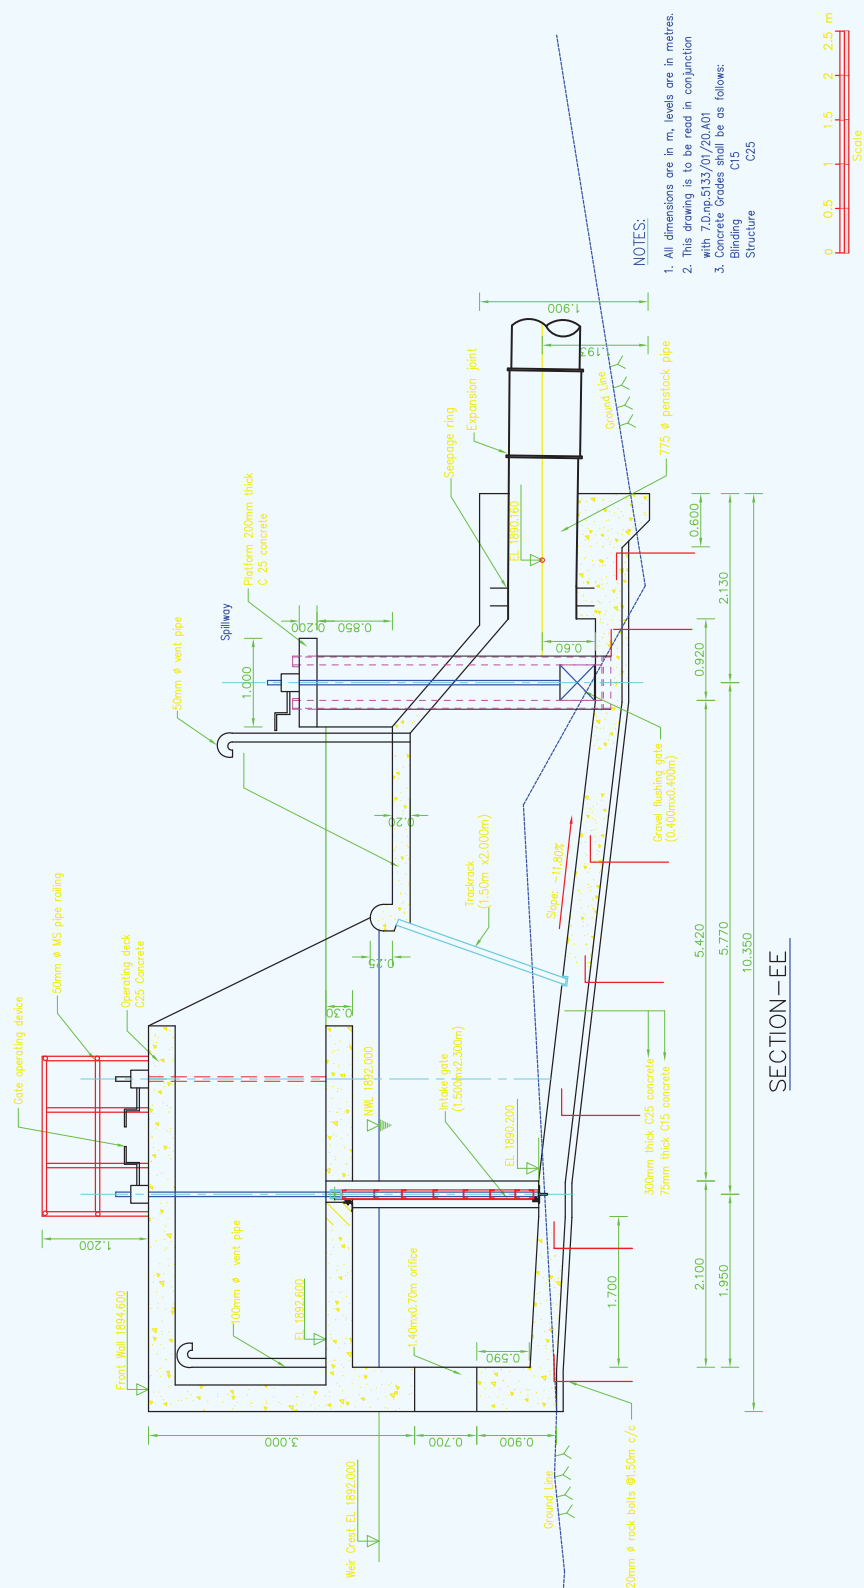 Gate operating device
50mm ø MS pipe railing
Operating deck
C25 Concrete
1.200
Front Wall 1894.600
100mm ø vent pipe
EL 1892.600
3.000
0.700
0.900
Weir Crest EL 1892.000
1.40mx0.70m orifice
0.590
0.30
NWL 1892.000
Intake gate
(1.500mx2.300m)
EL 1890.200
0.25
Trackrack
(1.50m x2.000m)
Slope: -11.80%
50mm ø vent pipe
Spillway
1.000
0.200
0.850
Platform 200mm thick
C 25 concrete
0.20
Seepage ring
Expansion joint
EL 1890.160
0.60
1.900
1.193
Ground Line
775 ø penstock pipe
Gravel flushing gate
(0.400mx0.400m)
300mm thick C25 concrete
75mm thick C15 concrete
Ground Line
20mm ø rock bolts @1.50m c/c
1.700
2.100
5.420
0.920
0.600
1.950
5.770
2.130
10.350
SECTION-EE
NOTES:
1. All dimensions are in m, levels are in metres.
2. This drawing is to be read in conjunction
with 7.D.np.5133/01/20.A01
3. Concrete Grades shall be as follows:
Blinding C15
Structure C25
0 0.5 1 1.5 2 2.5 m
Scale